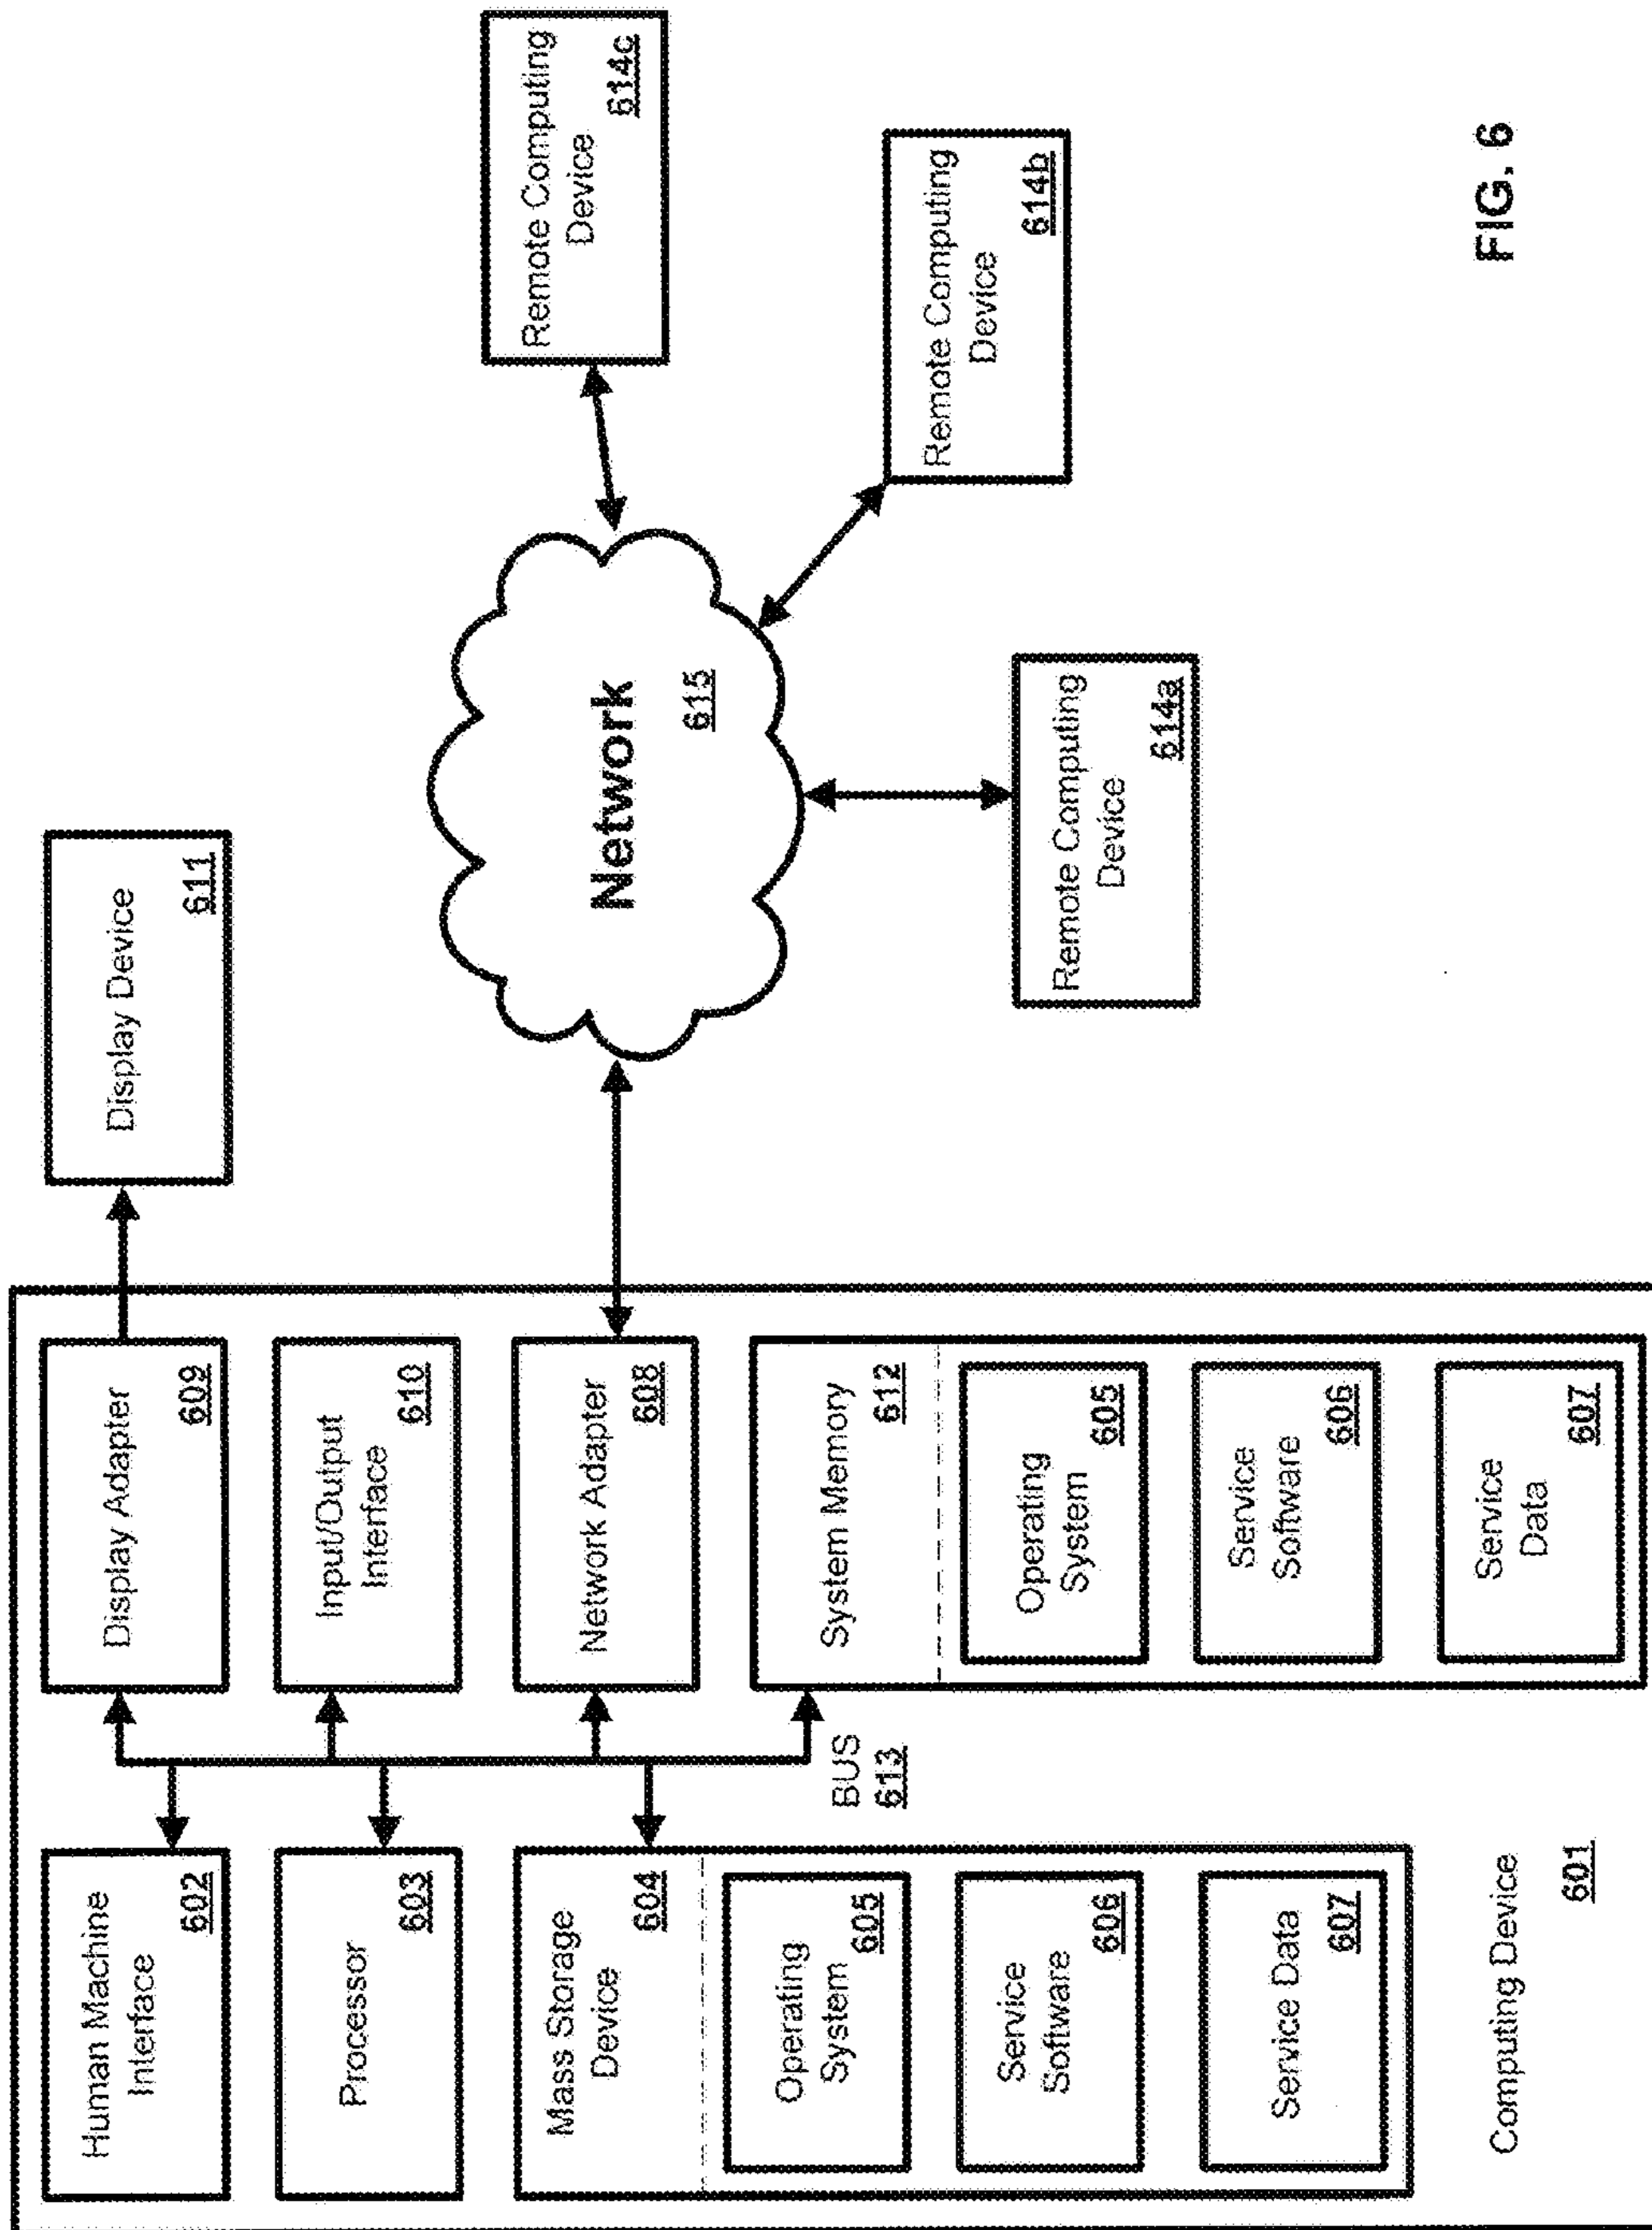 Human Machine
Interface
602
Processor
603
Mass Storage
Device
604
Operating
System
605
Service
Software
606
Service Data
607
Computing Device
601
BUS
613
Display Adapter
609
Input/Output
Interface
610
Network Adapter
608
System Memory
612
Operating
System
605
Service
Software
606
Service
Data
607
Display Device
611
Network
615
Remote Computing
Device
614a
Remote Computing
Device
614b
Remote Computing
Device
614c
FIG. 6